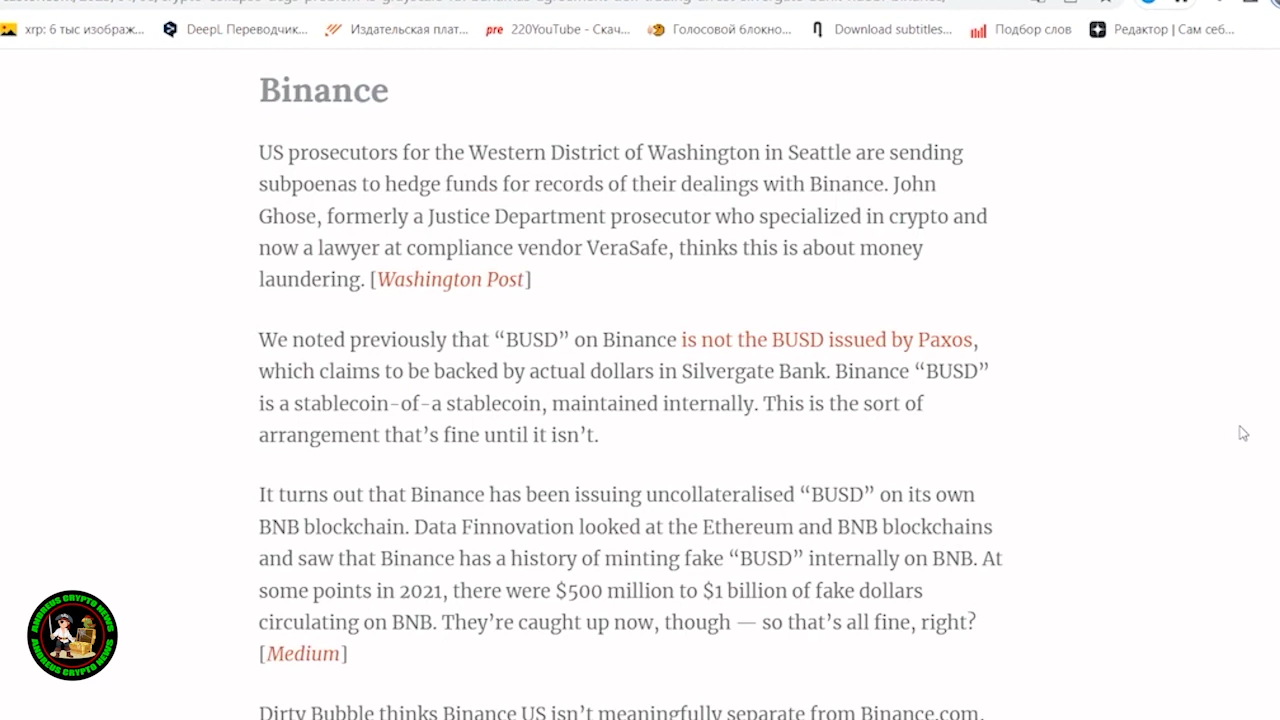 xrp: 6 тыс изображ...
DeepL Переводчик...
Издательская плат...
pre 220YouTube - Скач...
Голосовой блокно...
Download subtitles...
Подбор слов
Редактор | Сам себ...
Binance
US prosecutors for the Western District of Washington in Seattle are sending
subpoenas to hedge funds for records of their dealings with Binance. John
Ghose, formerly a Justice Department prosecutor who specialized in crypto and
now a lawyer at compliance vendor VeraSafe, thinks this is about money
laundering. [Washington Post]
We noted previously that “BUSD” on Binance is not the BUSD issued by Paxos,
which claims to be backed by actual dollars in Silvergate Bank. Binance “BUSD”
is a stablecoin-of-a stablecoin, maintained internally. This is the sort of
arrangement that’s fine until it isn’t.
It turns out that Binance has been issuing uncollateralised “BUSD” on its own
BNB blockchain. Data Finnovation looked at the Ethereum and BNB blockchains
and saw that Binance has a history of minting fake “BUSD” internally on BNB. At
some points in 2021, there were $500 million to $1 billion of fake dollars
circulating on BNB. They’re caught up now, though — so that’s all fine, right?
[Medium]
Dirty Bubble thinks Binance US isn’t meaningfully separate from Binance.com.
ANDREUS CRYPTO NEWS
ANDREUS CRYPTO NEWS